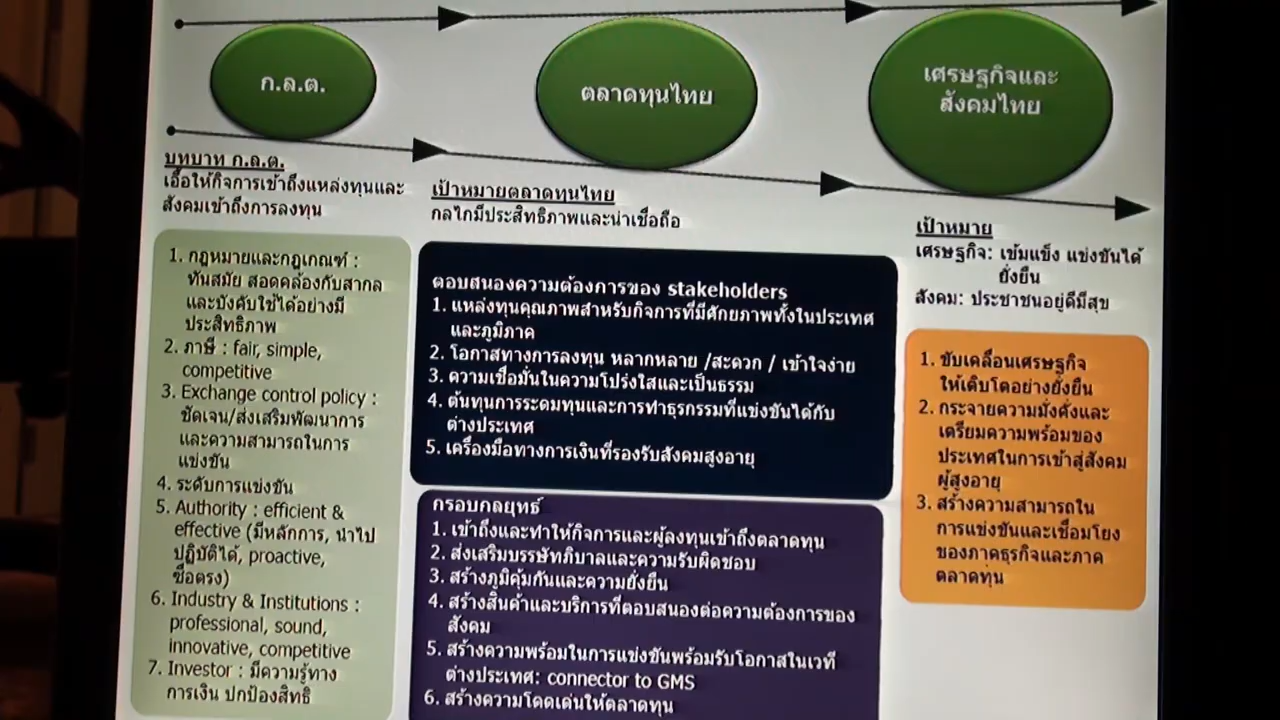 ก.ล.ต.
ตลาดทุนไทย
เศรษฐกิจและ
สังคมไทย
บทบาท ก.ล.ต.
เอื้อให้กิจการเข้าถึงแหล่งทุนและ
สังคมเข้าถึงการลงทุน
เป้าหมายตลาดทุนไทย
กลไกมีประสิทธิภาพและน่าเชื่อถือ
เป้าหมาย
เศรษฐกิจ: เข้มแข็ง แข่งขันได้
ยั่งยืน
สังคม: ประชาชนอยู่ดีมีสุข
1. กฎหมายและกฎเกณฑ์ :
ทันสมัย สอดคล้องกับสากล
และบังคับใช้ได้อย่างมี
ประสิทธิภาพ
2. ภาษี : fair, simple,
competitive
3. Exchange control policy :
ชัดเจน/ส่งเสริมพัฒนาการ
และความสามารถในการ
แข่งขัน
4. ระดับการแข่งขัน
5. Authority : efficient &
effective (มีหลักการ, นำไป
ปฏิบัติได้, proactive,
ซื่อตรง)
6. Industry & Institutions :
professional, sound,
innovative, competitive
7. Investor : มีความรู้ทาง
การเงิน ปกป้องสิทธิ
ตอบสนองความต้องการของ stakeholders
1. แหล่งทุนคุณภาพสำหรับกิจการที่มีศักยภาพทั้งในประเทศ
และภูมิภาค
2. โอกาสทางการลงทุน หลากหลาย /สะดวก / เข้าใจง่าย
3. ความเชื่อมั่นในความโปร่งใสและเป็นธรรม
4. ต้นทุนการระดมทุนและการทำธุรกรรมที่แข่งขันได้กับ
ต่างประเทศ
5. เครื่องมือทางการเงินที่รองรับสังคมสูงอายุ
กรอบกลยุทธ์
1. เข้าถึงและทำให้กิจการและผู้ลงทุนเข้าถึงตลาดทุน
2. ส่งเสริมบรรษัทภิบาลและความรับผิดชอบ
3. สร้างภูมิคุ้มกันและความยั่งยืน
4. สร้างสินค้าและบริการที่ตอบสนองต่อความต้องการของ
สังคม
5. สร้างความพร้อมในการแข่งขันพร้อมรับโอกาสในเวที
ต่างประเทศ: connector to GMS
6. สร้างความโดดเด่นให้ตลาดทุน
1. ขับเคลื่อนเศรษฐกิจ
ให้เติบโตอย่างยั่งยืน
2. กระจายความมั่งคั่งและ
เตรียมความพร้อมของ
ประเทศในการเข้าสู่สังคม
ผู้สูงอายุ
3. สร้างความสามารถใน
การแข่งขันและเชื่อมโยง
ของภาคธุรกิจและภาค
ตลาดทุน